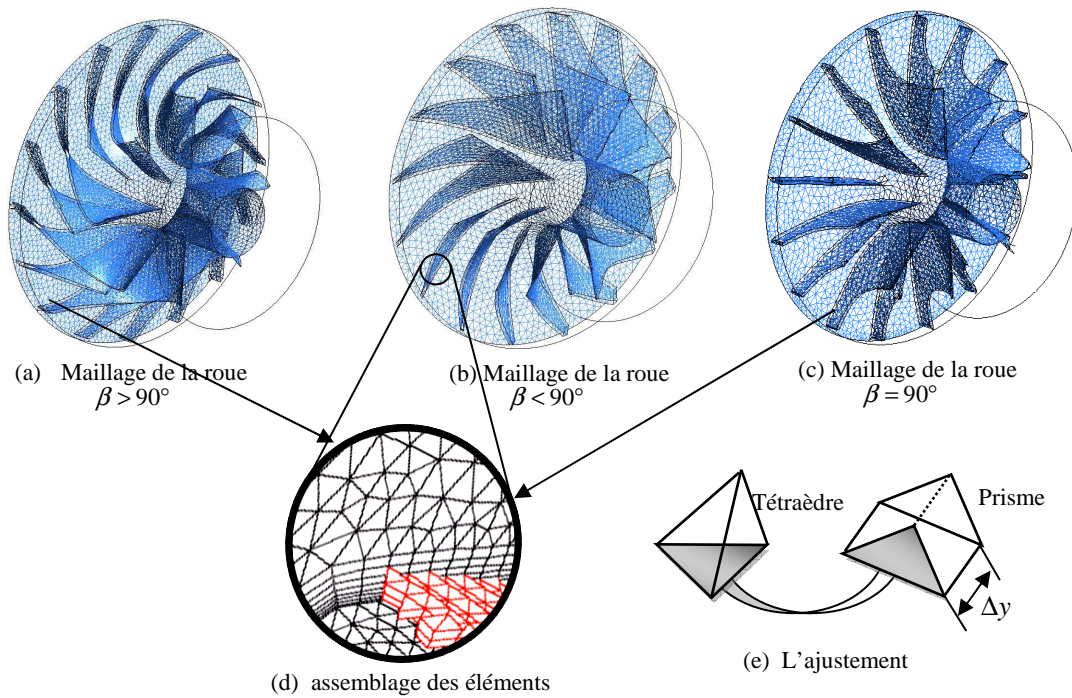 (a) Maillage de la roue
β > 90°
(b) Maillage de la roue
β < 90°
(c) Maillage de la roue
β = 90°
Tétraèdre
Prisme
Δy
(d) assemblage des éléments
(e) L'ajustement